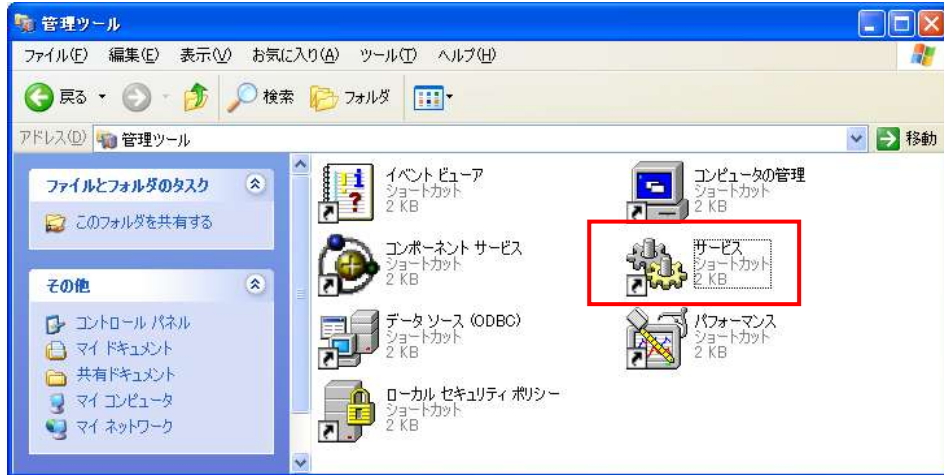 管理ツール
ファイル(F) 編集(E) 表示(V) お気に入り(A) ツール(T) ヘルプ(H)
戻る 検索 フォルダ
アドレス(D) 管理ツール 移動
ファイルとフォルダのタスク
このフォルダを共有する
その他
コントロール パネル
マイ ドキュメント
共有ドキュメント
マイ コンピュータ
マイ ネットワーク
イベント ビューア
ショートカット
2 KB
コンピュータの管理
ショートカット
2 KB
コンポーネント サービス
ショートカット
2 KB
サービス
ショートカット
2 KB
データ ソース (ODBC)
ショートカット
2 KB
パフォーマンス
ショートカット
2 KB
ローカル セキュリティ ポリシー
ショートカット
2 KB